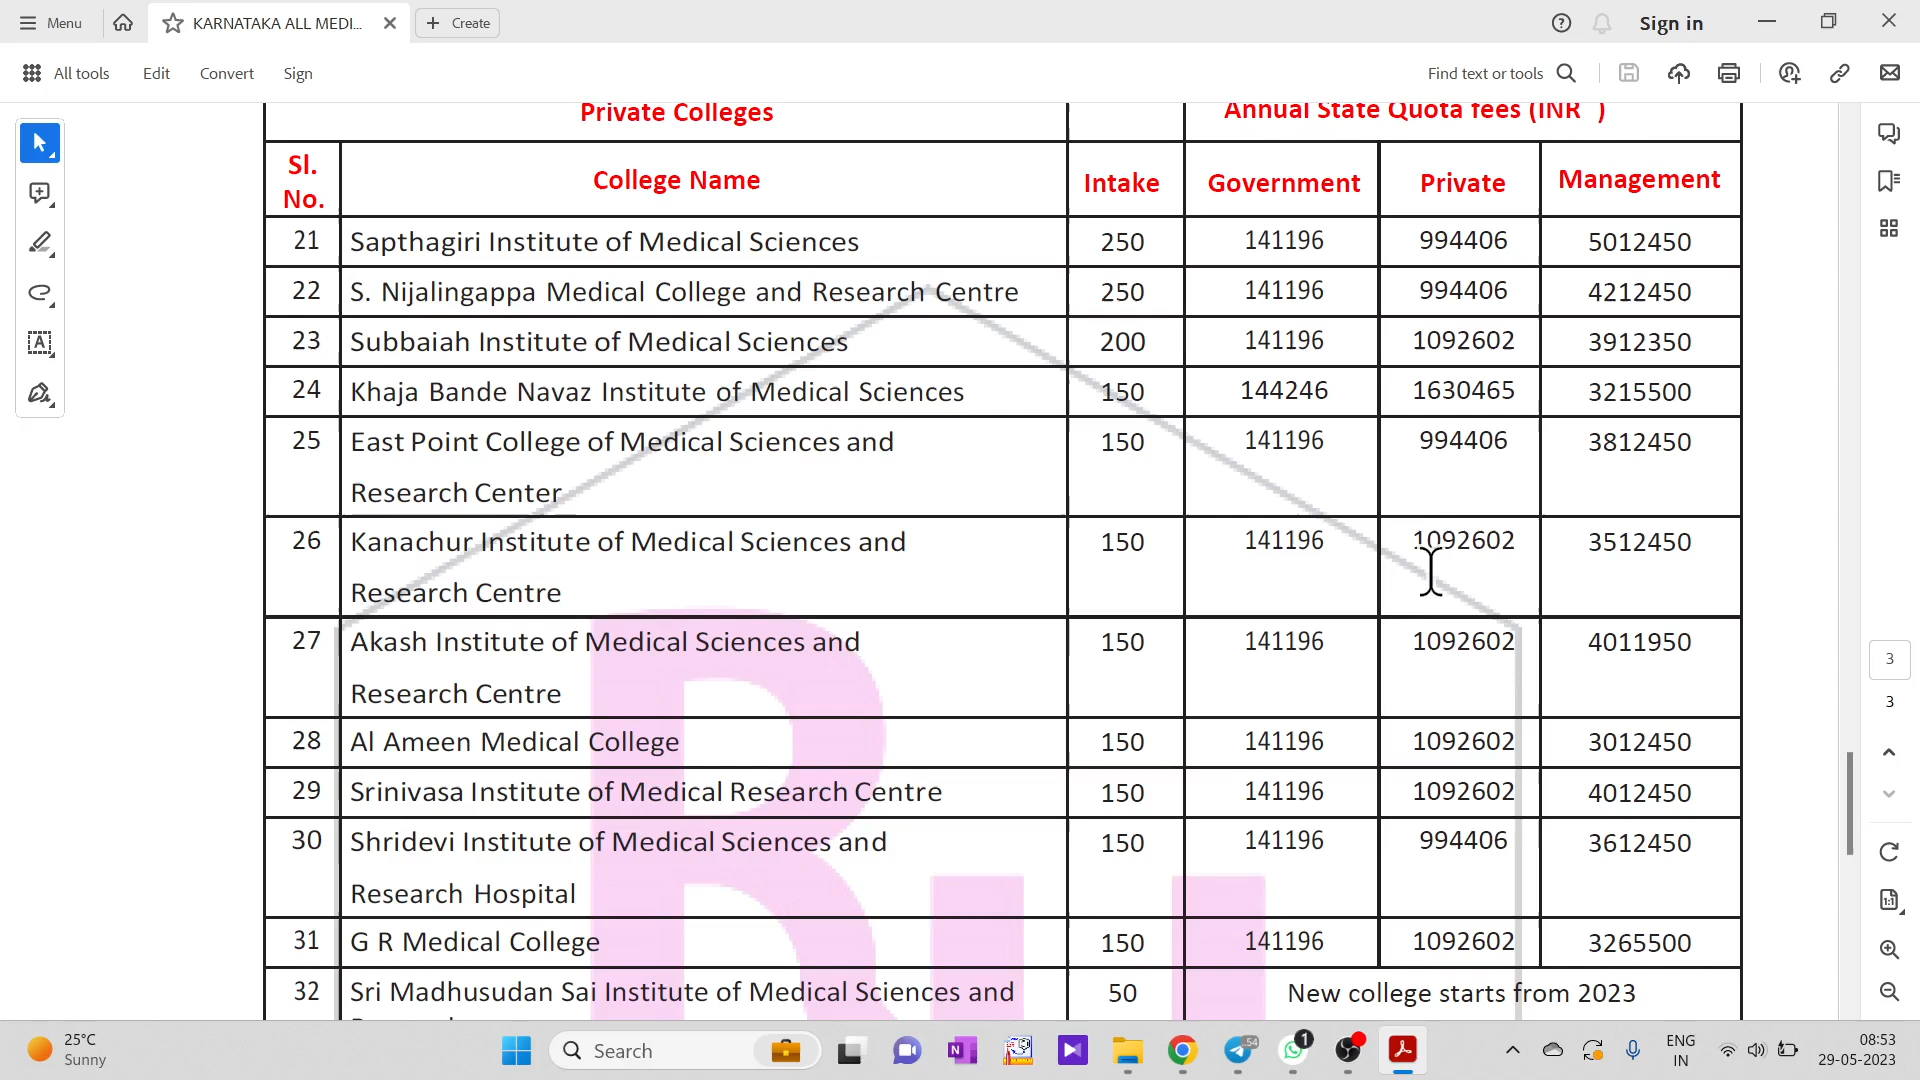 Menu
KARNATAKA ALL MEDI...
Create
Sign in
All tools
Edit
Convert
Sign
Find text or tools
Private Colleges
Annual State Quota fees (INR )
Sl. No.
College Name
Intake
Government
Private
Management
21 Sapthagiri Institute of Medical Sciences 250 141196 994406 5012450
22 S. Nijalingappa Medical College and Research Centre 250 141196 994406 4212450
23 Subbaiah Institute of Medical Sciences 200 141196 1092602 3912350
24 Khaja Bande Navaz Institute of Medical Sciences 150 144246 1630465 3215500
25 East Point College of Medical Sciences and 150 141196 994406 3812450
Research Center
26 Kanachur Institute of Medical Sciences and 150 141196 1092602 3512450
Research Centre
27 Akash Institute of Medical Sciences and 150 141196 1092602 4011950
Research Centre
28 Al Ameen Medical College 150 141196 1092602 3012450
29 Srinivasa Institute of Medical Research Centre 150 141196 1092602 4012450
30 Shridevi Institute of Medical Sciences and 150 141196 994406 3612450
Research Hospital
31 G R Medical College 150 141196 1092602 3265500
32 Sri Madhusudan Sai Institute of Medical Sciences and 50 New college starts from 2023
3
3
25°C
Sunny
Search
54
1
ENG
IN
08:53
29-05-2023